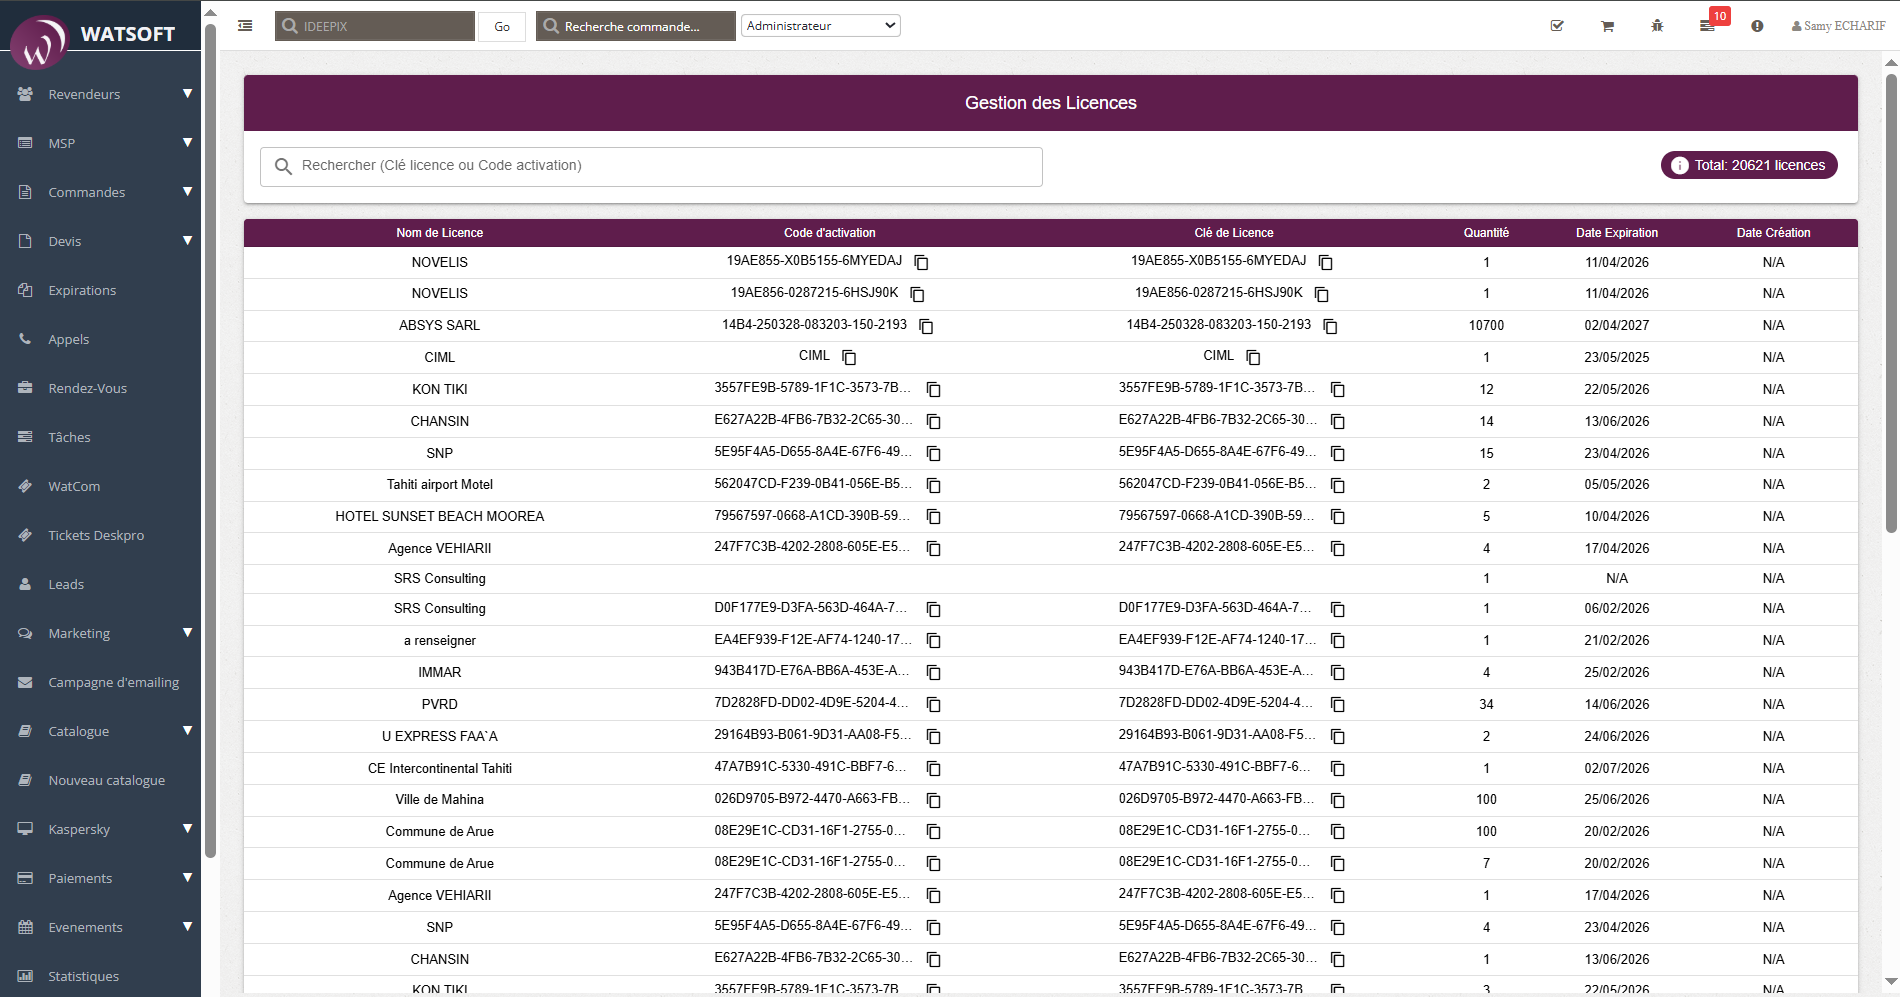 WATSOFT
IDEEPIX
Go
Recherche commande...
Administrateur
10
Samy ECHARIF
Revendeurs
MSP
Commandes
Devis
Expirations
Appels
Rendez-Vous
Tâches
WatCom
Tickets Deskpro
Leads
Marketing
Campagne d'emailing
Catalogue
Nouveau catalogue
Kaspersky
Paiements
Evenements
Statistiques
Gestion des Licences
Rechercher (Clé licence ou Code activation)
Total: 20621 licences
Nom de Licence Code d'activation Clé de Licence Quantité Date Expiration Date Création
NOVELIS 19AE855-X0B5155-6MYEDAJ 19AE855-X0B5155-6MYEDAJ 1 11/04/2026 N/A
NOVELIS 19AE856-0287215-6HSJ90K 19AE856-0287215-6HSJ90K 1 11/04/2026 N/A
ABSYS SARL 14B4-250328-083203-150-2193 14B4-250328-083203-150-2193 10700 02/04/2027 N/A
CIML CIML CIML 1 23/05/2025 N/A
KON TIKI 3557FE9B-5789-1F1C-3573-7B... 3557FE9B-5789-1F1C-3573-7B... 12 22/05/2026 N/A
CHANSIN E627A22B-4FB6-7B32-2C65-30... E627A22B-4FB6-7B32-2C65-30... 14 13/06/2026 N/A
SNP 5E95F4A5-D655-8A4E-67F6-49... 5E95F4A5-D655-8A4E-67F6-49... 15 23/04/2026 N/A
Tahiti airport Motel 562047CD-F239-0B41-056E-B5... 562047CD-F239-0B41-056E-B5... 2 05/05/2026 N/A
HOTEL SUNSET BEACH MOOREA 79567597-0668-A1CD-390B-59... 79567597-0668-A1CD-390B-59... 5 10/04/2026 N/A
Agence VEHIARII 247F7C3B-4202-2808-605E-E5... 247F7C3B-4202-2808-605E-E5... 4 17/04/2026 N/A
SRS Consulting 1 N/A N/A
SRS Consulting D0F177E9-D3FA-563D-464A-7... D0F177E9-D3FA-563D-464A-7... 1 06/02/2026 N/A
a renseigner EA4EF939-F12E-AF74-1240-17... EA4EF939-F12E-AF74-1240-17... 1 21/02/2026 N/A
IMMAR 943B417D-E76A-BB6A-453E-A... 943B417D-E76A-BB6A-453E-A... 4 25/02/2026 N/A
PVRD 7D2828FD-DD02-4D9E-5204-4... 7D2828FD-DD02-4D9E-5204-4... 34 14/06/2026 N/A
U EXPRESS FAA`A 29164B93-B061-9D31-AA08-F5... 29164B93-B061-9D31-AA08-F5... 2 24/06/2026 N/A
CE Intercontinental Tahiti 47A7B91C-5330-491C-BBF7-6... 47A7B91C-5330-491C-BBF7-6... 1 02/07/2026 N/A
Ville de Mahina 026D9705-B972-4470-A663-FB... 026D9705-B972-4470-A663-FB... 100 25/06/2026 N/A
Commune de Arue 08E29E1C-CD31-16F1-2755-0... 08E29E1C-CD31-16F1-2755-0... 100 20/02/2026 N/A
Commune de Arue 08E29E1C-CD31-16F1-2755-0... 08E29E1C-CD31-16F1-2755-0... 7 20/02/2026 N/A
Agence VEHIARII 247F7C3B-4202-2808-605E-E5... 247F7C3B-4202-2808-605E-E5... 1 17/04/2026 N/A
SNP 5E95F4A5-D655-8A4E-67F6-49... 5E95F4A5-D655-8A4E-67F6-49... 4 23/04/2026 N/A
CHANSIN E627A22B-4FB6-7B32-2C65-30... E627A22B-4FB6-7B32-2C65-30... 1 13/06/2026 N/A
KON TIKI 3557FE9B-5789-1F1C-3573-7B 3557FE9B-5789-1F1C-3573-7B 3 22/05/2026 N/A